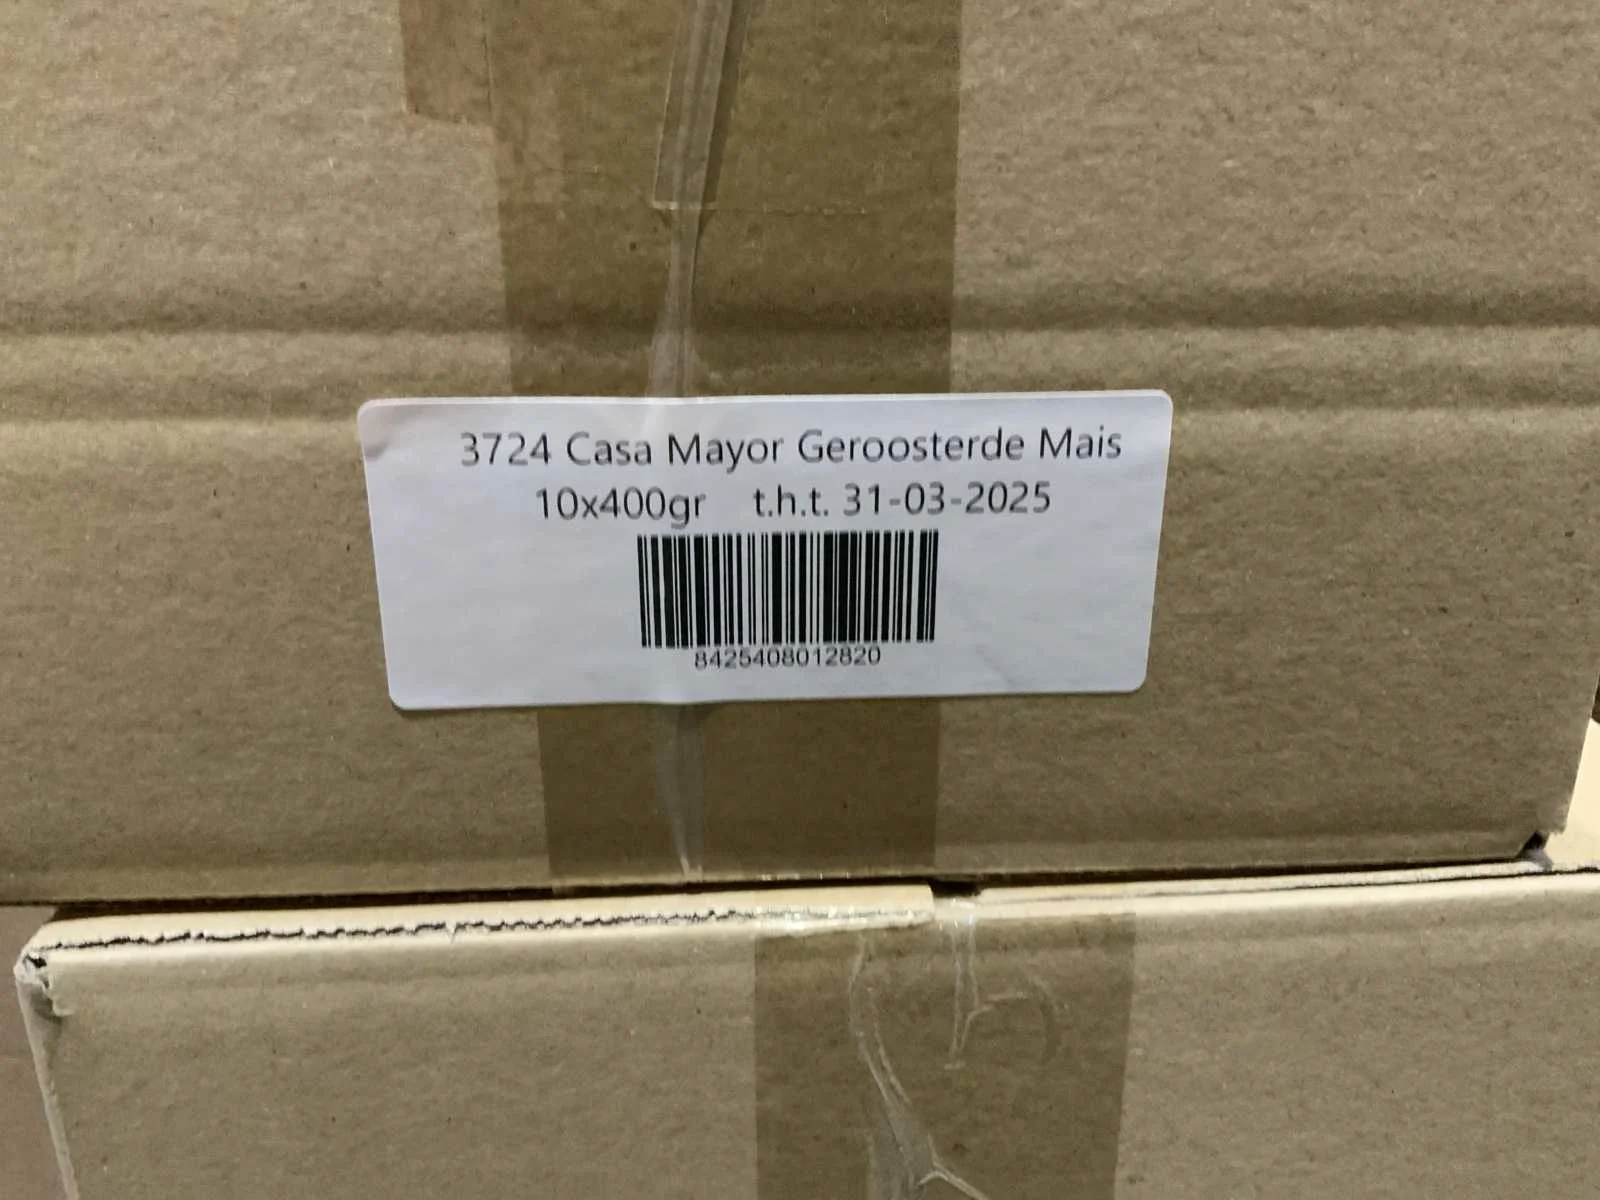 3724 Casa Mayor Geroosterde Mais
10x400gr t.h.t. 31-03-2025
8425408012820